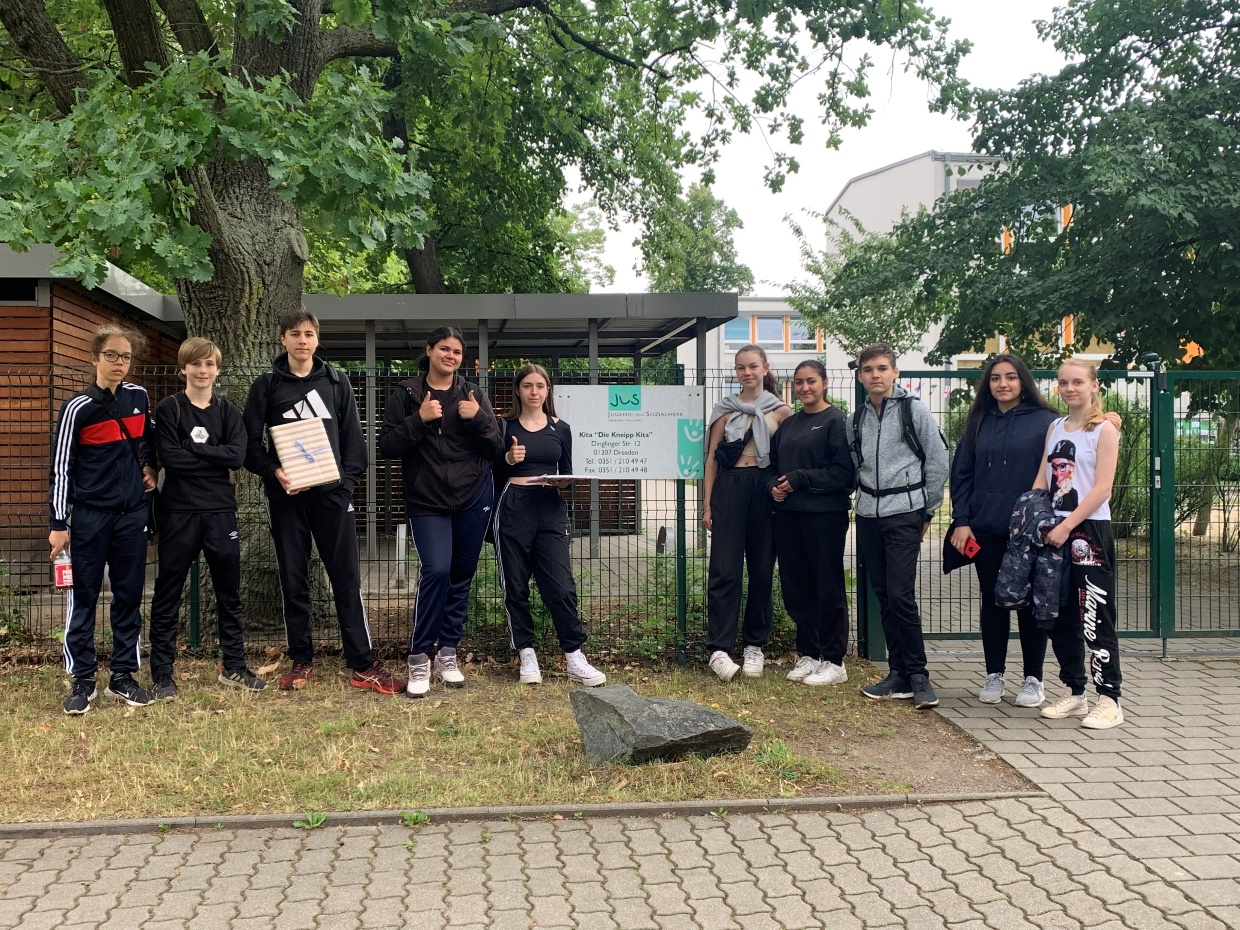 JUS
JUGEND- UND SOZIALWERK
Kita "Die Kneipp Kita"
Dinglinger Str. 12
01307 Dresden
Tel : 0351 / 210 49 47
Fax : 0351 / 210 49 48
Marine